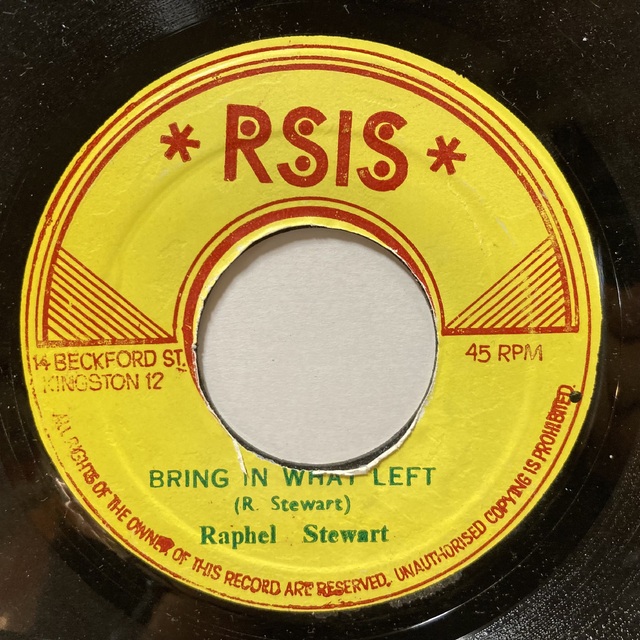 * RSIS *
14 BECKFORD ST.
KINGSTON 12
45 RPM
BRING IN WHAT LEFT
(R. Stewart)
Raphel Stewart
ALL RIGHTS OF THE OWNER OF THIS RECORD ARE RESERVED, UNAUTHORISED COPYING IS PROHIBITED